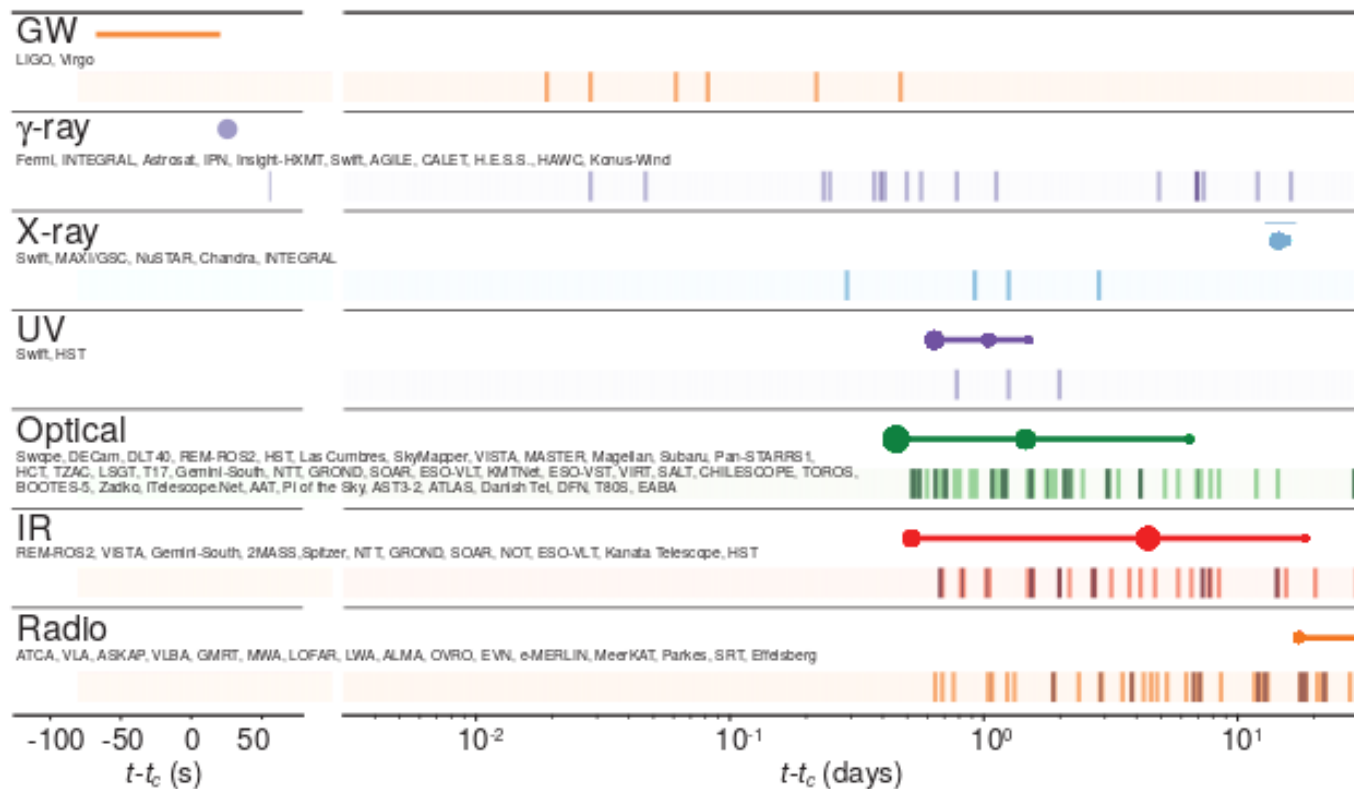 GW
LIGO, Virgo
γ-ray
Fermi, INTEGRAL, Astrosat, IPN, Insight-HXMT, Swift, AGILE, CALET, H.E.S.S., HAWC, Konus-Wind
X-ray
Swift, MAXI/GSC, NuSTAR, Chandra, INTEGRAL
UV
Swift, HST
Optical
Swope, DECam, DLT40, REM-ROS2, HST, Las Cumbres, SkyMapper, VISTA, MASTER, Magellan, Subaru, Pan-STARRS1,
HCT, TZAC, LSGT, T17, Gemini-South, NTT, GROND, SOAR, ESO-VLT, KMTNet, ESO-VST, VIRT, SALT, CHILESCOPE, TOROS,
BOOTES-5, Zadko, iTelescope.Net, AAT, Pi of the Sky, AST3-2, ATLAS, Danish Tel, DFN, T80S, EABA
IR
REM-ROS2, VISTA, Gemini-South, 2MASS,Spitzer, NTT, GROND, SOAR, NOT, ESO-VLT, Kanata Telescope, HST
Radio
ATCA, VLA, ASKAP, VLBA, GMRT, MWA, LOFAR, LWA, ALMA, OVRO, EVN, e-MERLIN, MeerKAT, Parkes, SRT, Effelsberg
-100 -50 0 50 10⁻² 10⁻¹ 10⁰ 10¹
t-t_c (s) t-t_c (days)